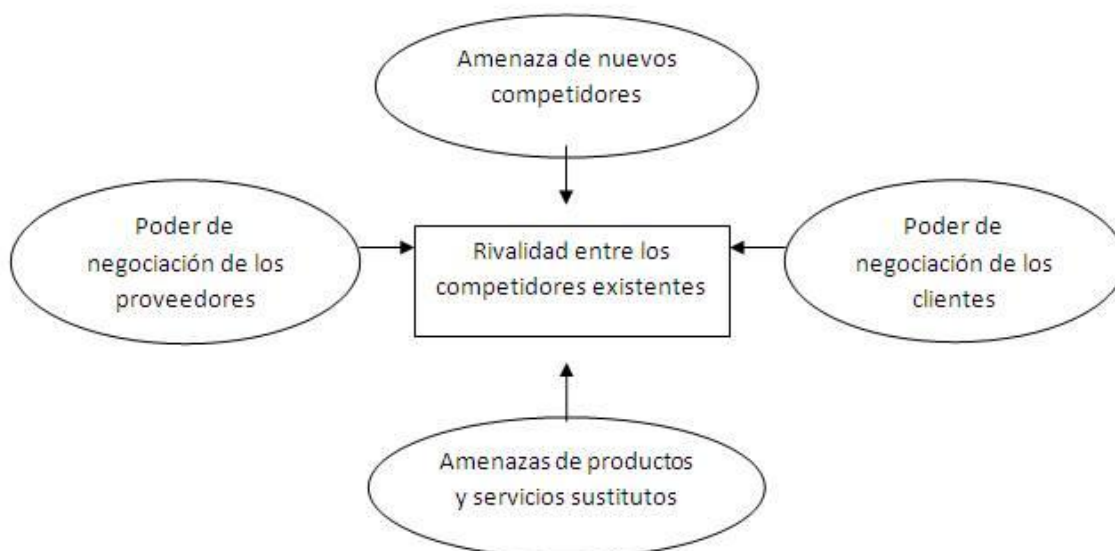 Amenaza de nuevos
competidores
Poder de
negociación de los
proveedores
Rivalidad entre los
competidores existentes
Poder de
negociación de los
clientes
Amenazas de productos
y servicios sustitutos